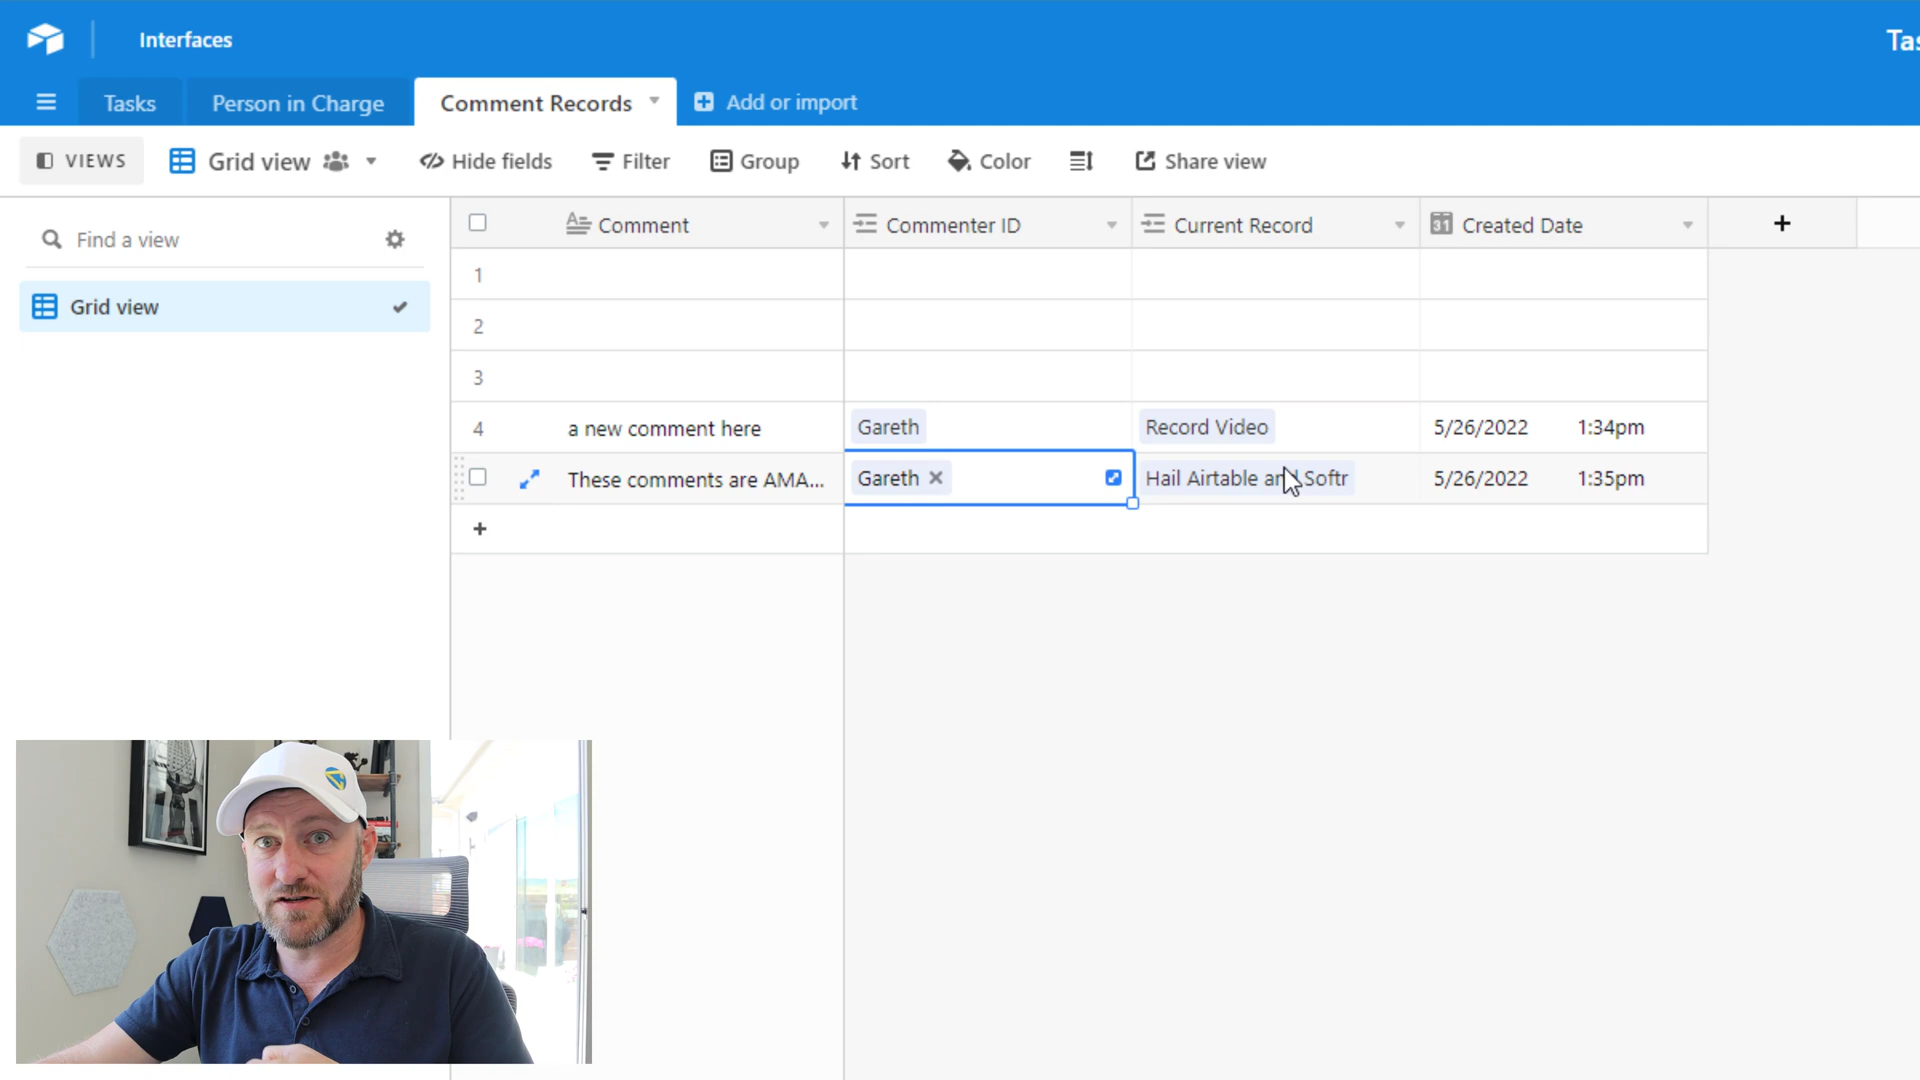 Interfaces
Tas
Tasks
Person in Charge
Comment Records
Add or import
VIEWS
Grid view
Hide fields
Filter
Group
Sort
Color
Share view
Find a view
Grid view
Comment
Commenter ID
Current Record
31 Created Date
1
2
3
4 a new comment here Gareth Record Video 5/26/2022 1:34pm
These comments are AMA... Gareth Hail Airtable and Softr 5/26/2022 1:35pm